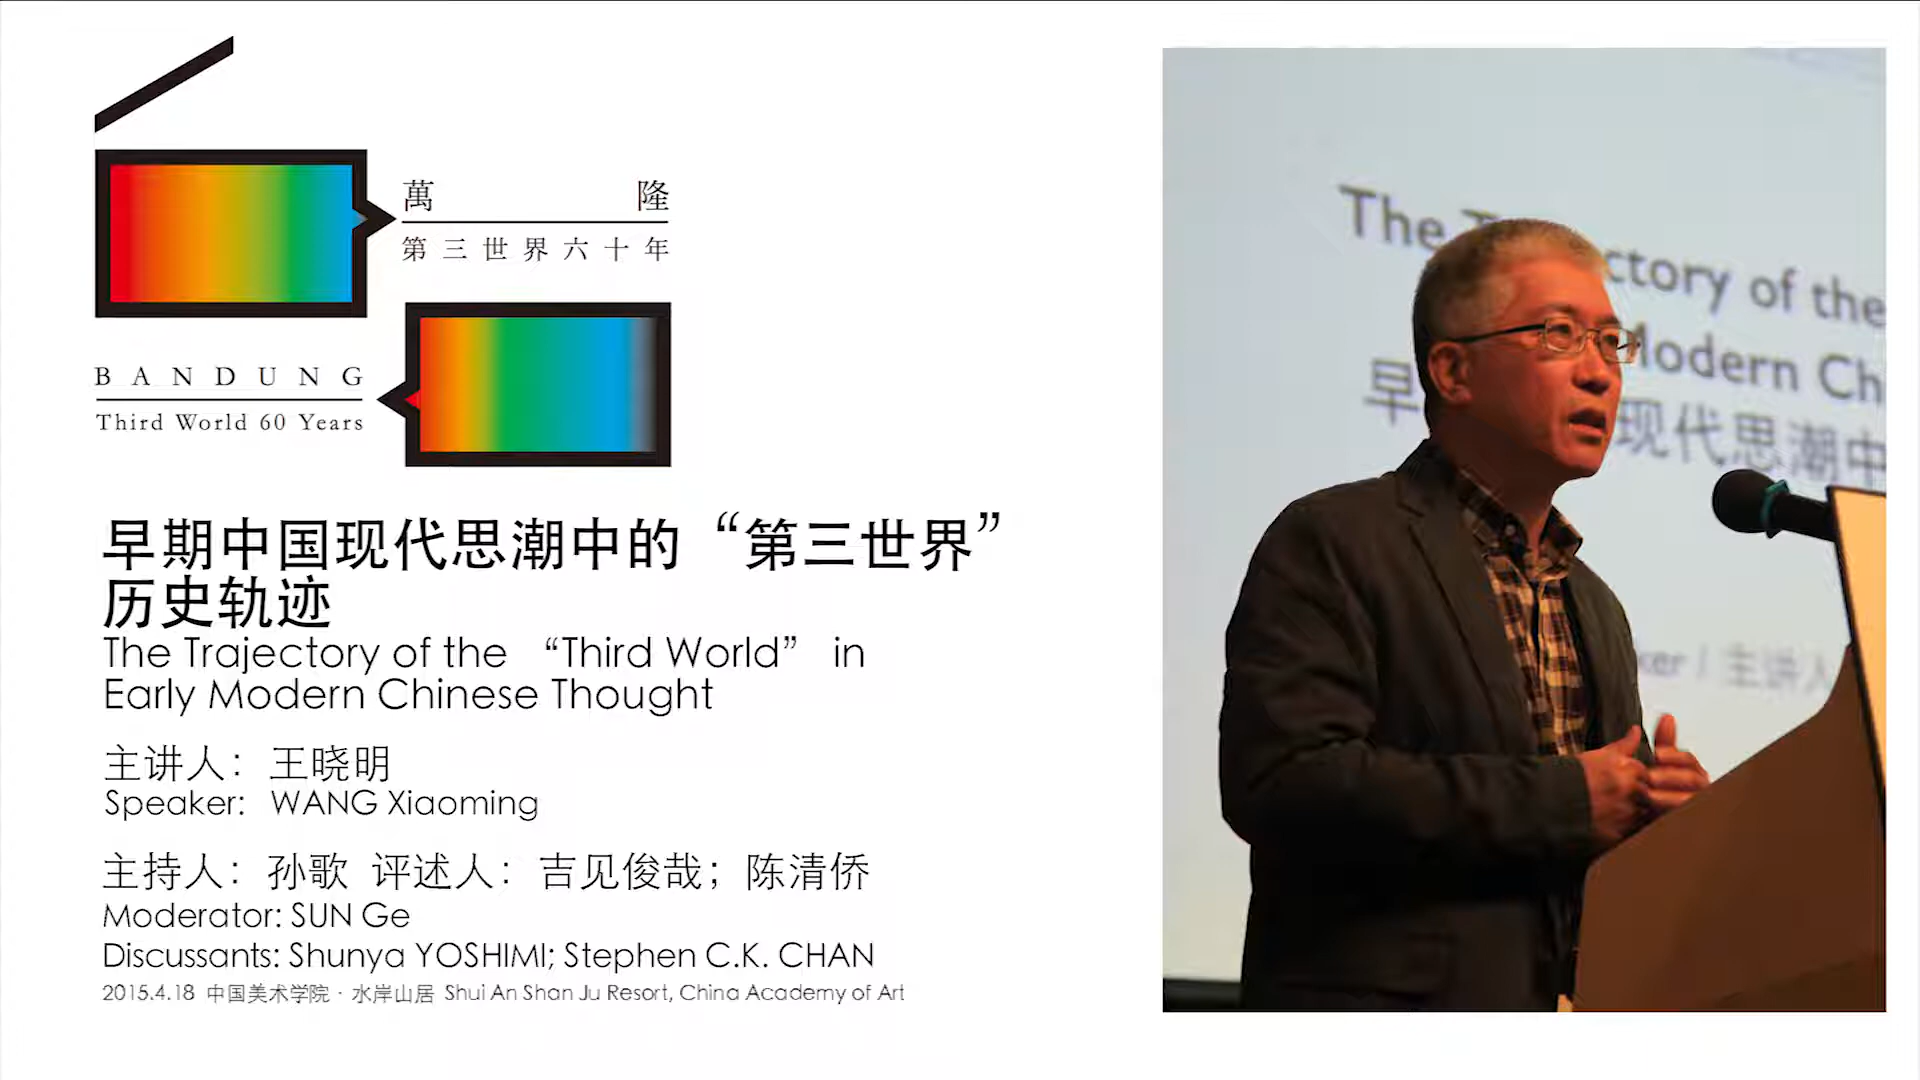 萬隆
第三世界六十年
BANDUNG
Third World 60 Years
早期中国现代思潮中的“第三世界”
历史轨迹
The Trajectory of the “Third World” in
Early Modern Chinese Thought
主讲人：王晓明
Speaker: WANG Xiaoming
主持人：孙歌 评述人：吉见俊哉；陈清侨
Moderator: SUN Ge
Discussants: Shunya YOSHIMI; Stephen C.K. CHAN
2015.4.18 中国美术学院 · 水岸山居 Shui An Shan Ju Resort, China Academy of Art
The ctory of the
Modern Ch
早 现代思潮中
ker / 主讲人